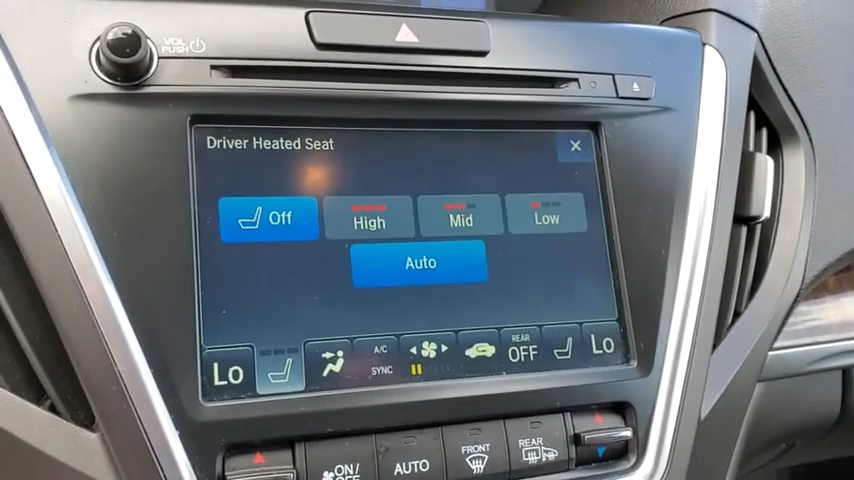 VOL
PUSH
Driver Heated Seat
Off High Mid Low
Auto
Lo A/C SYNC REAR OFF Lo
ON/OFF AUTO FRONT REAR